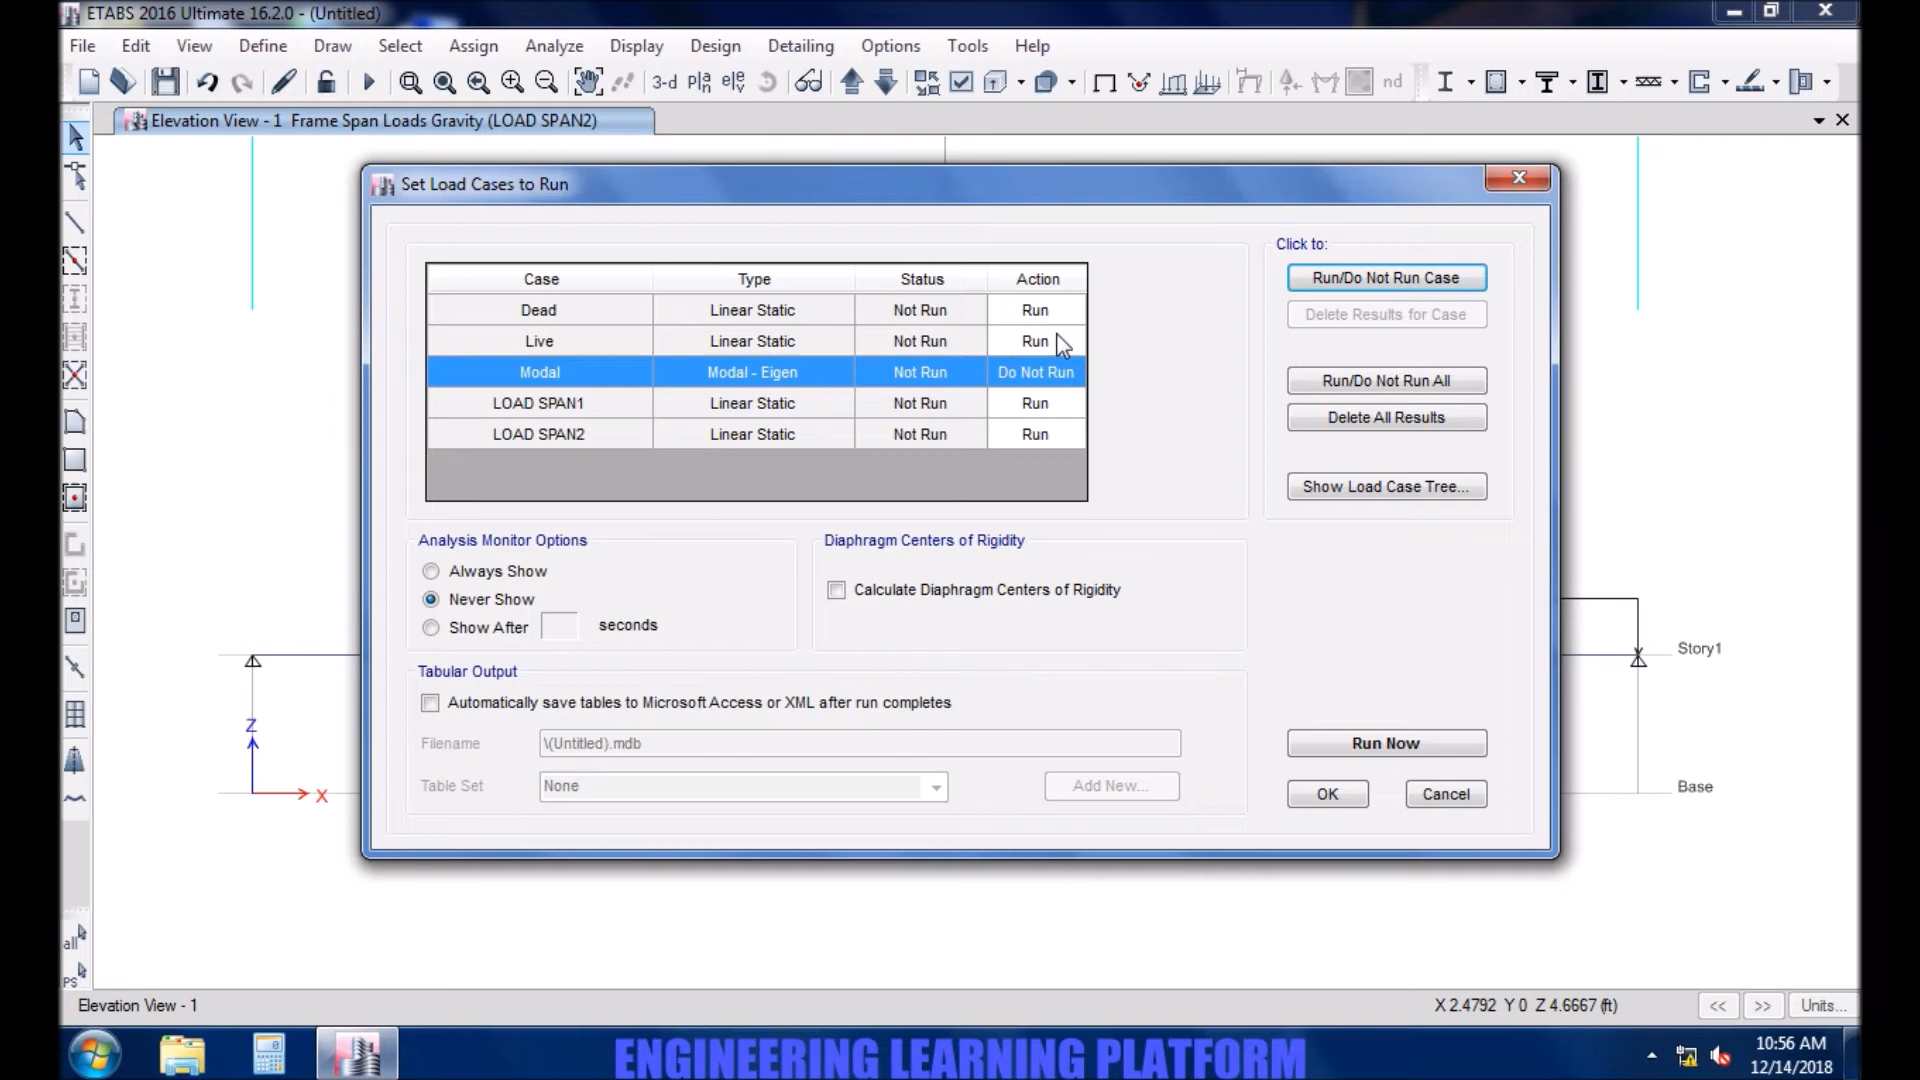 ETABS 2016 Ultimate 16.2.0 - (Untitled)
File Edit View Define Draw Select Assign Analyze Display Design Detailing Options Tools Help
3-d pla ele nd
Elevation View - 1 Frame Span Loads Gravity (LOAD SPAN2)
Set Load Cases to Run
Click to:
Case Type Status Action
Dead Linear Static Not Run Run
Live Linear Static Not Run Run
Modal Modal - Eigen Not Run Do Not Run
LOAD SPAN1 Linear Static Not Run Run
LOAD SPAN2 Linear Static Not Run Run
Run/Do Not Run Case
Delete Results for Case
Run/Do Not Run All
Delete All Results
Show Load Case Tree...
Analysis Monitor Options
Always Show
Never Show
Show After seconds
Diaphragm Centers of Rigidity
Calculate Diaphragm Centers of Rigidity
Tabular Output
Automatically save tables to Microsoft Access or XML after run completes
Filename \(Untitled).mdb
Table Set None Add New...
Run Now
OK Cancel
Story1
Base
Z
X
all
PS
Elevation View - 1
X 2.4792 Y 0 Z 4.6667 (ft)
<< >> Units...
ENGINEERING LEARNING PLATFORM
10:56 AM
12/14/2018